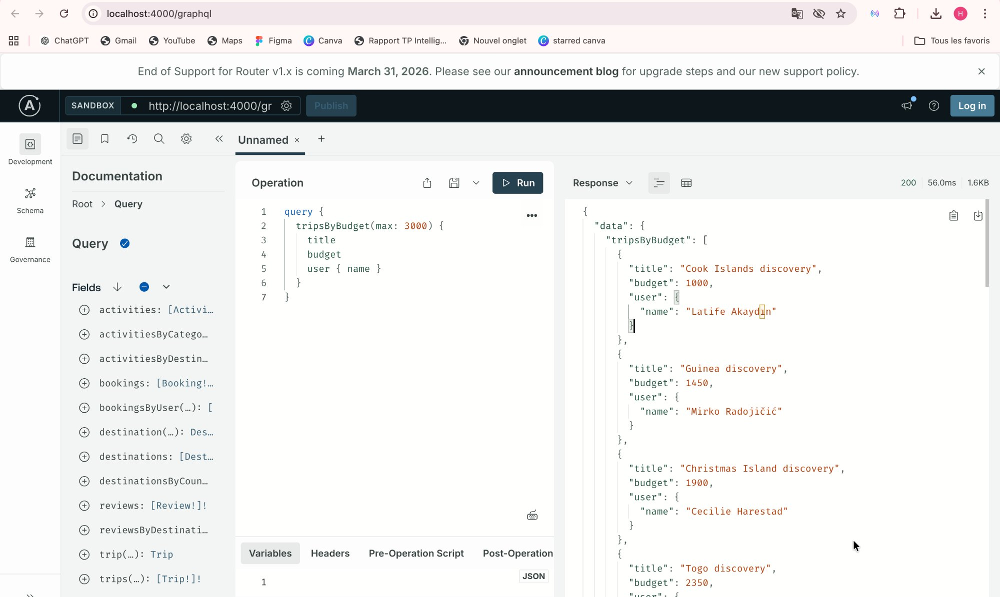 localhost:4000/graphql
H
ChatGPT
Gmail
YouTube
Maps
Figma
Canva
Rapport TP Intellig...
Nouvel onglet
starred canva
Tous les favoris
End of Support for Router v1.x is coming March 31, 2026. Please see our announcement blog for upgrade steps and our new support policy.
SANDBOX
http://localhost:4000/gr
Publish
Log in
Development
Schema
Governance
Unnamed
Documentation
Root > Query
Query
Fields
activities: [Activi…
activitiesByCatego…
activitiesByDestin…
bookings: [Booking!…
bookingsByUser(…): [
destination(…): Des…
destinations: [Dest…
destinationsByCoun…
reviews: [Review!]!
reviewsByDestinati…
trip(…): Trip
trips(…): [Trip!]!
Operation
Run
1 query {
2 tripsByBudget(max: 3000) {
3 title
4 budget
5 user { name }
6 }
7 }
Variables
Headers
Pre-Operation Script
Post-Operation
JSON
1
Response
200
56.0ms
1.6KB
{
"data": {
"tripsByBudget": [
{
"title": "Cook Islands discovery",
"budget": 1000,
"user": {
"name": "Latife Akaydın"
}
},
{
"title": "Guinea discovery",
"budget": 1450,
"user": {
"name": "Mirko Radojičić"
}
},
{
"title": "Christmas Island discovery",
"budget": 1900,
"user": {
"name": "Cecilie Harestad"
}
},
{
"title": "Togo discovery",
"budget": 2350,
"user": {